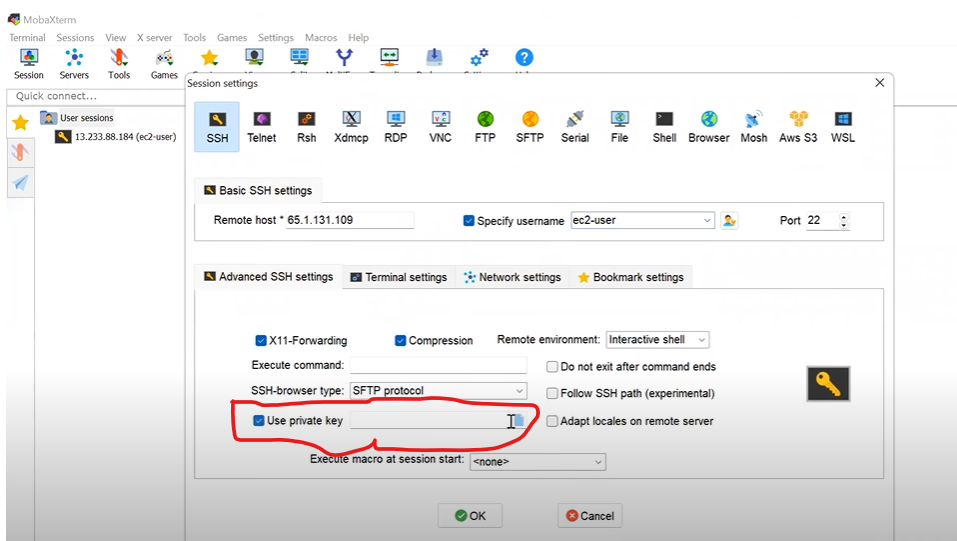 MobaXterm
Terminal Sessions View X server Tools Games Settings Macros Help
Session Servers Tools Games
Quick connect...
Session settings
User sessions
13.233.88.184 (ec2-user)
SSH Telnet Rsh Xdmcp RDP VNC FTP SFTP Serial File Shell Browser Mosh Aws S3 WSL
Basic SSH settings
Remote host * 65.1.131.109 Specify username ec2-user Port 22
Advanced SSH settings Terminal settings Network settings Bookmark settings
X11-Forwarding Compression Remote environment: Interactive shell
Execute command: Do not exit after command ends
SSH-browser type: SFTP protocol Follow SSH path (experimental)
Use private key Adapt locales on remote server
Execute macro at session start: <none>
OK Cancel